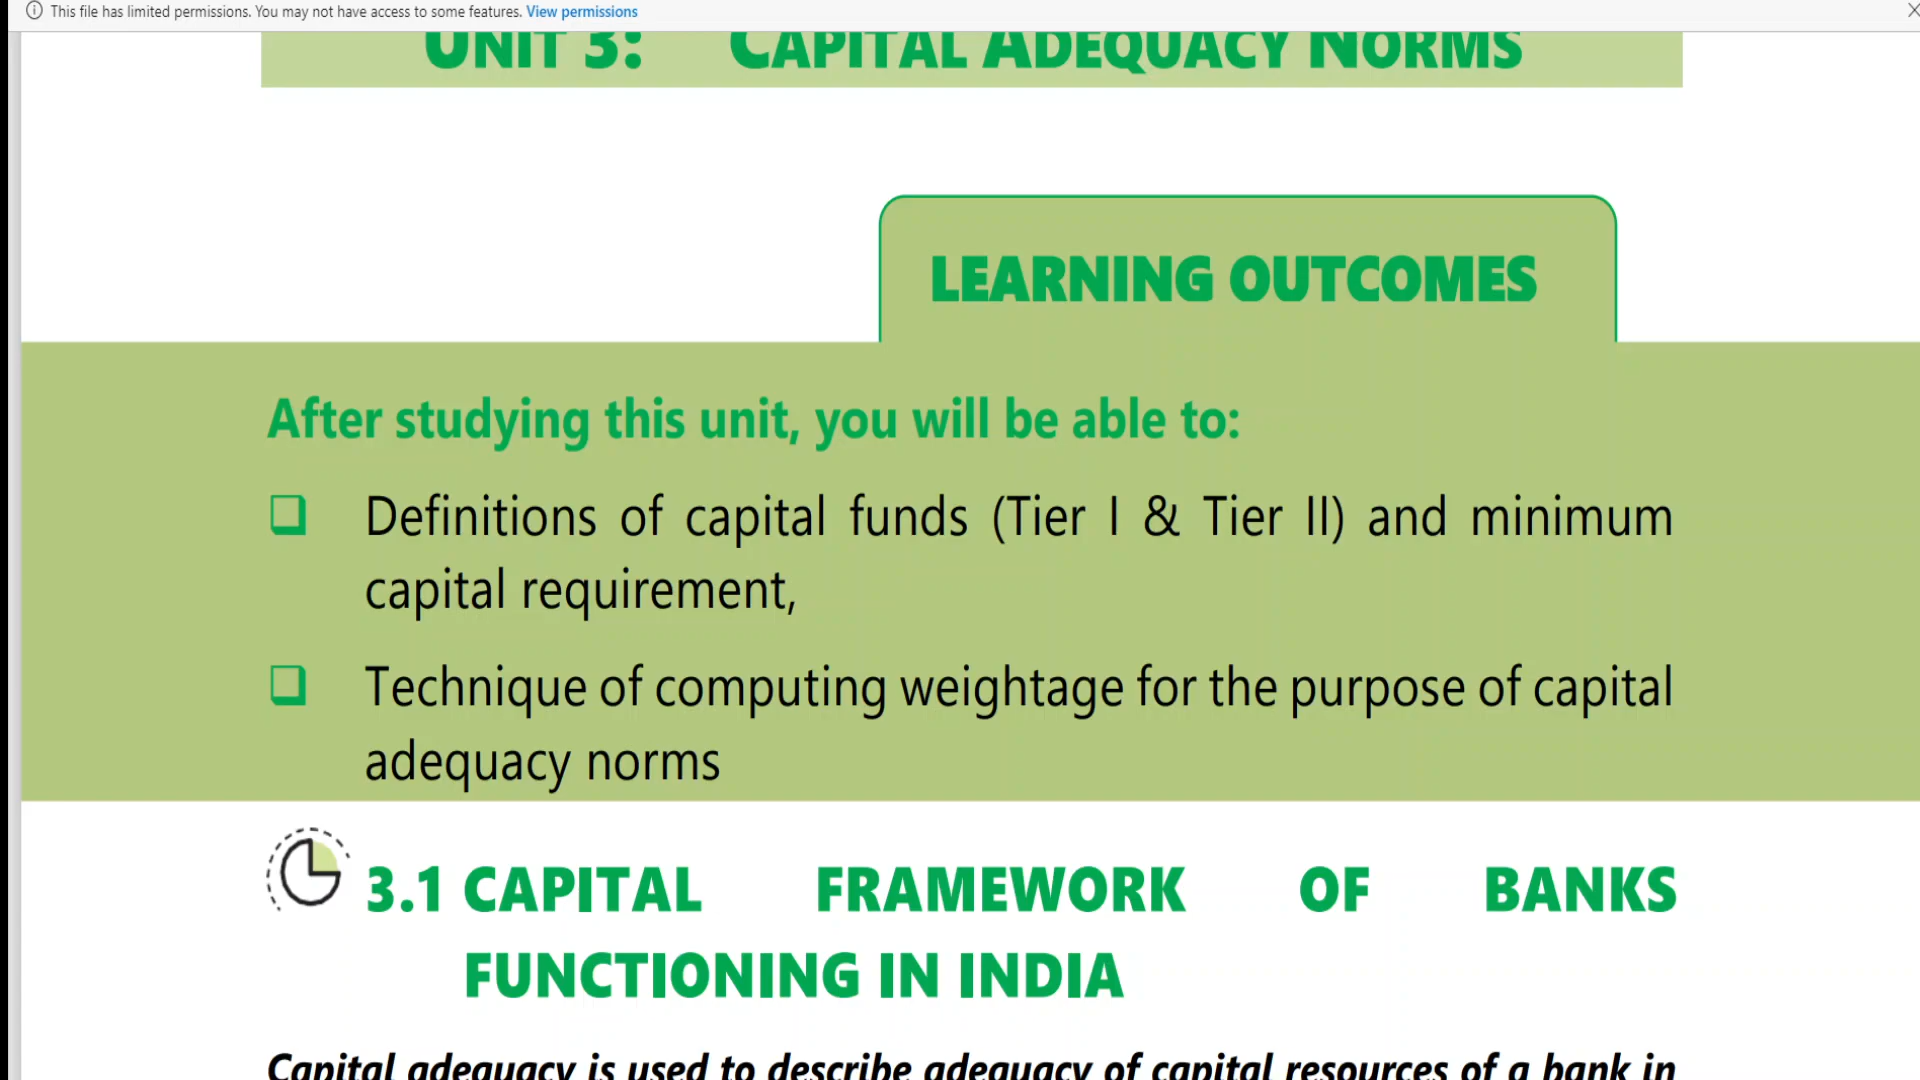 This file has limited permissions. You may not have access to some features. View permissions
UNIT 3: CAPITAL ADEQUACY NORMS
LEARNING OUTCOMES
After studying this unit, you will be able to:
Definitions of capital funds (Tier I & Tier II) and minimum
capital requirement,
Technique of computing weightage for the purpose of capital
adequacy norms
3.1 CAPITAL FRAMEWORK OF BANKS
FUNCTIONING IN INDIA
Capital adequacy is used to describe adequacy of capital resources of a bank in